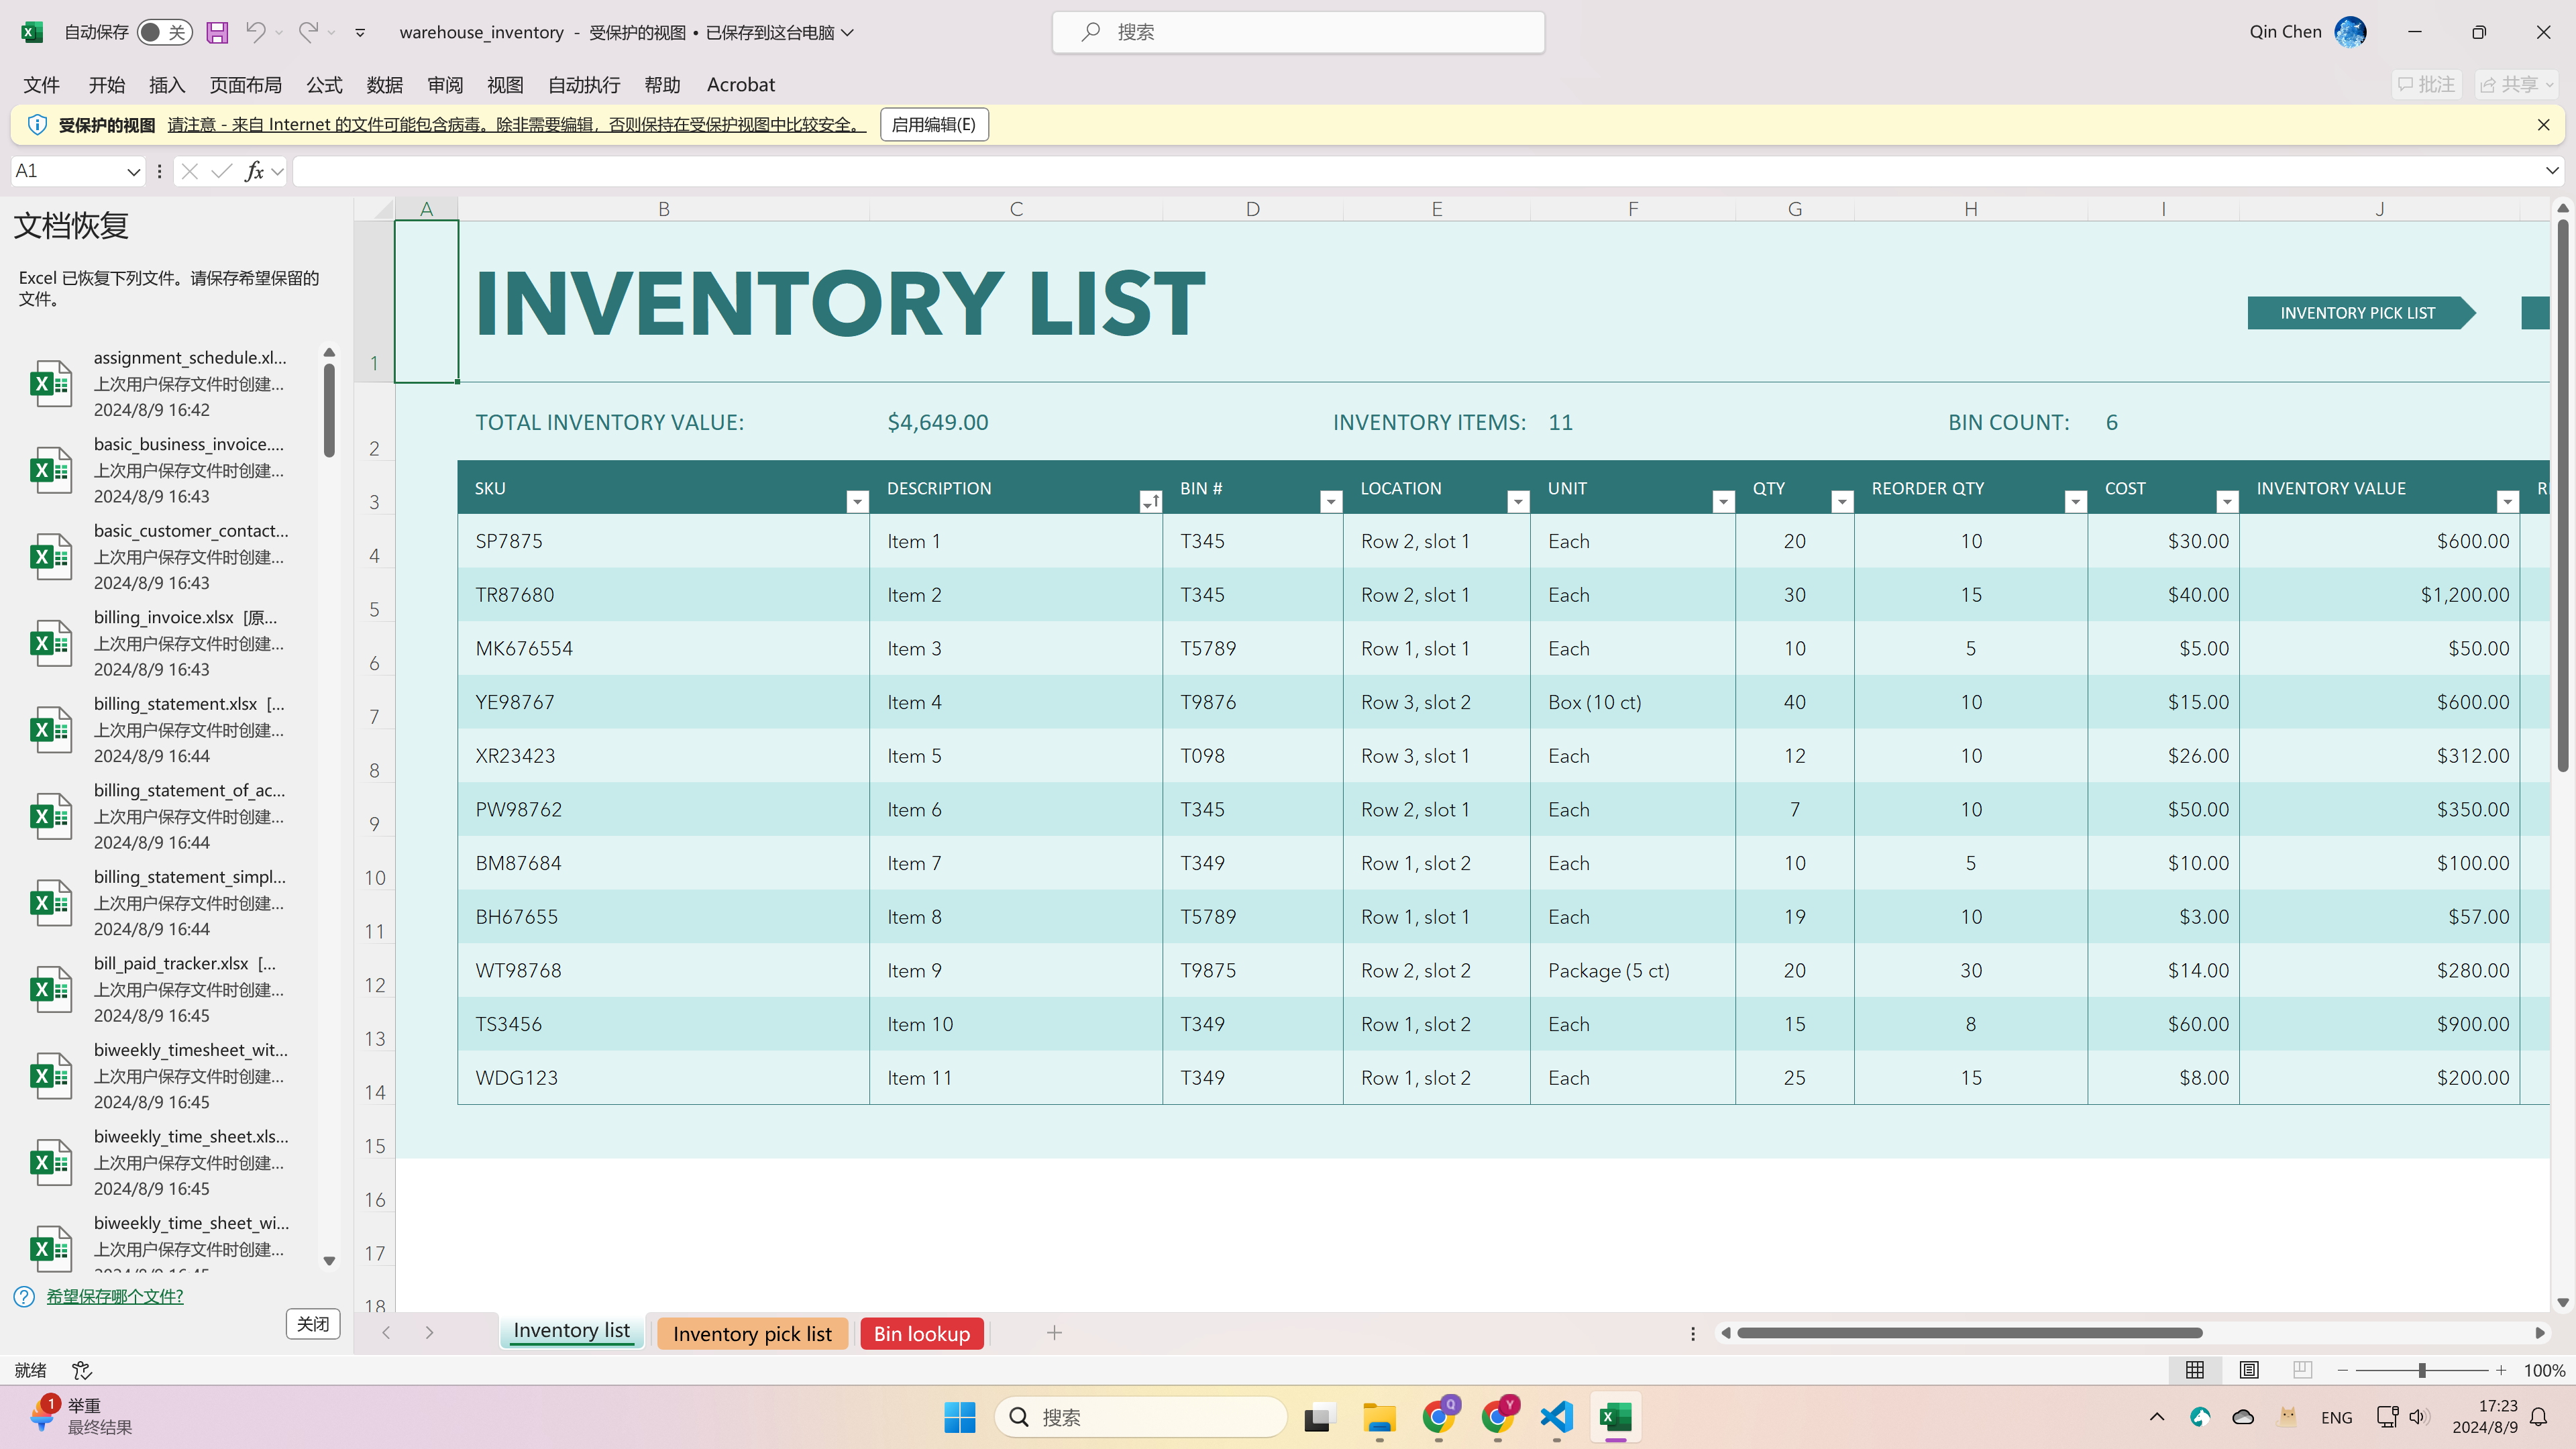 自动保存 关 warehouse_inventory - 受保护的视图 • 已保存到这台电脑 搜索 Qin Chen
文件 开始 插入 页面布局 公式 数据 审阅 视图 自动执行 帮助 Acrobat 批注 共享
受保护的视图 请注意 - 来自 Internet 的文件可能包含病毒。除非需要编辑，否则保持在受保护视图中比较安全。 启用编辑(E)
A1 fx
文档恢复
Excel 已恢复下列文件。请保存希望保留的
文件。
assignment_schedule.xl...
上次用户保存文件时创建...
2024/8/9 16:42
basic_business_invoice....
上次用户保存文件时创建...
2024/8/9 16:43
basic_customer_contact...
上次用户保存文件时创建...
2024/8/9 16:43
billing_invoice.xlsx [原...
上次用户保存文件时创建...
2024/8/9 16:43
billing_statement.xlsx [...
上次用户保存文件时创建...
2024/8/9 16:44
billing_statement_of_ac...
上次用户保存文件时创建...
2024/8/9 16:44
billing_statement_simpl...
上次用户保存文件时创建...
2024/8/9 16:44
bill_paid_tracker.xlsx [...
上次用户保存文件时创建...
2024/8/9 16:45
biweekly_timesheet_wit...
上次用户保存文件时创建...
2024/8/9 16:45
biweekly_time_sheet.xls...
上次用户保存文件时创建...
2024/8/9 16:45
biweekly_time_sheet_wi...
上次用户保存文件时创建...
2024/8/9 16:45
希望保存哪个文件?
关闭
A B C D E F G H I J
1 INVENTORY LIST INVENTORY PICK LIST
2 TOTAL INVENTORY VALUE: $4,649.00 INVENTORY ITEMS: 11 BIN COUNT: 6
3 SKU DESCRIPTION BIN # LOCATION UNIT QTY REORDER QTY COST INVENTORY VALUE
4 SP7875 Item 1 T345 Row 2, slot 1 Each 20 10 $30.00 $600.00
5 TR87680 Item 2 T345 Row 2, slot 1 Each 30 15 $40.00 $1,200.00
6 MK676554 Item 3 T5789 Row 1, slot 1 Each 10 5 $5.00 $50.00
7 YE98767 Item 4 T9876 Row 3, slot 2 Box (10 ct) 40 10 $15.00 $600.00
8 XR23423 Item 5 T098 Row 3, slot 1 Each 12 10 $26.00 $312.00
9 PW98762 Item 6 T345 Row 2, slot 1 Each 7 10 $50.00 $350.00
10 BM87684 Item 7 T349 Row 1, slot 2 Each 10 5 $10.00 $100.00
11 BH67655 Item 8 T5789 Row 1, slot 1 Each 19 10 $3.00 $57.00
12 WT98768 Item 9 T9875 Row 2, slot 2 Package (5 ct) 20 30 $14.00 $280.00
13 TS3456 Item 10 T349 Row 1, slot 2 Each 15 8 $60.00 $900.00
14 WDG123 Item 11 T349 Row 1, slot 2 Each 25 15 $8.00 $200.00
15
16
17
18
Inventory list Inventory pick list Bin lookup
就绪 100%
1 举重
最终结果
搜索
ENG
17:23
2024/8/9